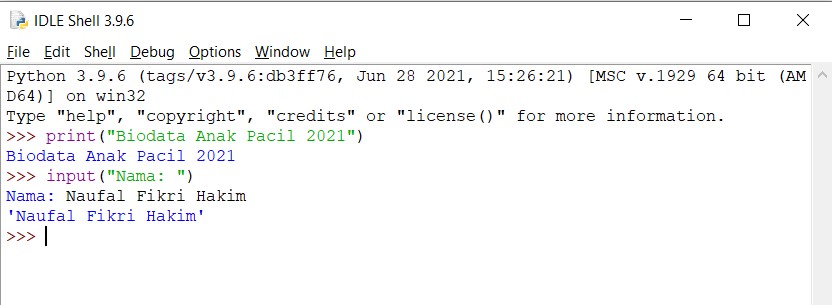 IDLE Shell 3.9.6
File Edit Shell Debug Options Window Help
Python 3.9.6 (tags/v3.9.6:db3ff76, Jun 28 2021, 15:26:21) [MSC v.1929 64 bit (AM
D64)] on win32
Type "help", "copyright", "credits" or "license()" for more information.
>>> print("Biodata Anak Pacil 2021")
Biodata Anak Pacil 2021
>>> input("Nama: ")
Nama: Naufal Fikri Hakim
'Naufal Fikri Hakim'
>>>